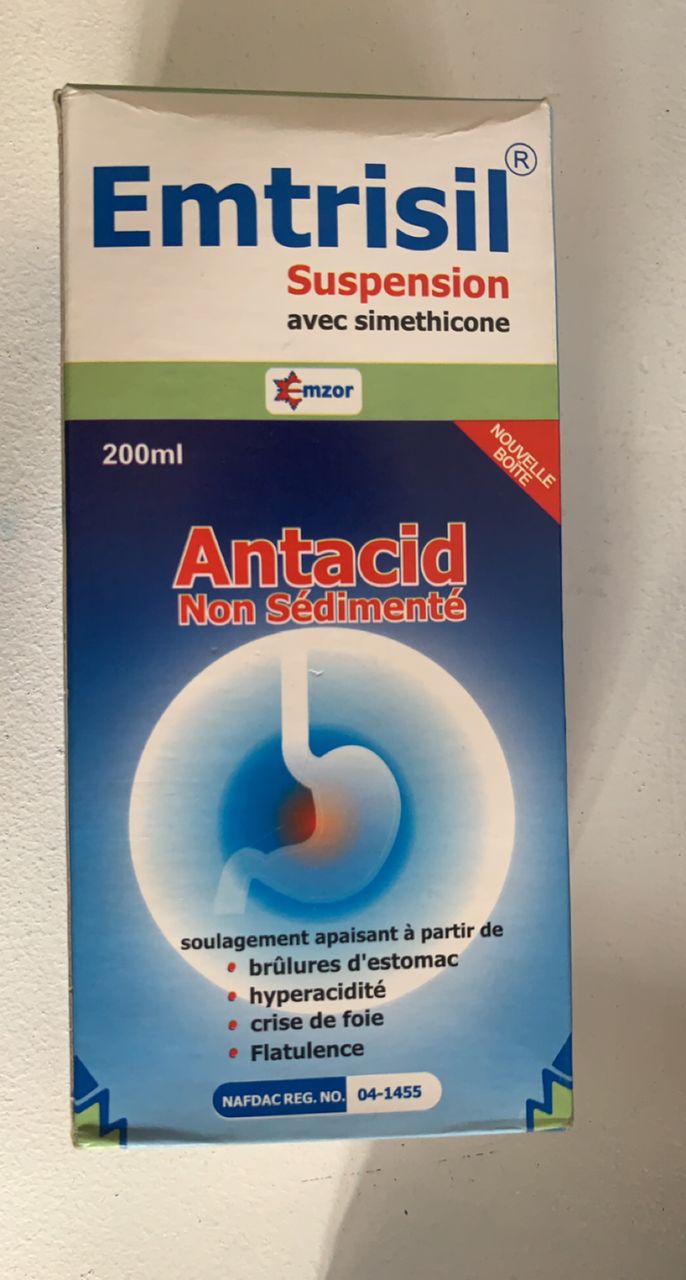 Emtrisil®
Suspension
avec simethicone
Emzor
200ml
NOUVELLE
BOÎTE
Antacid
Non Sédimenté
soulagement apaisant à partir de
• brûlures d'estomac
• hyperacidité
• crise de foie
• Flatulence
NAFDAC REG. NO. 04-1455